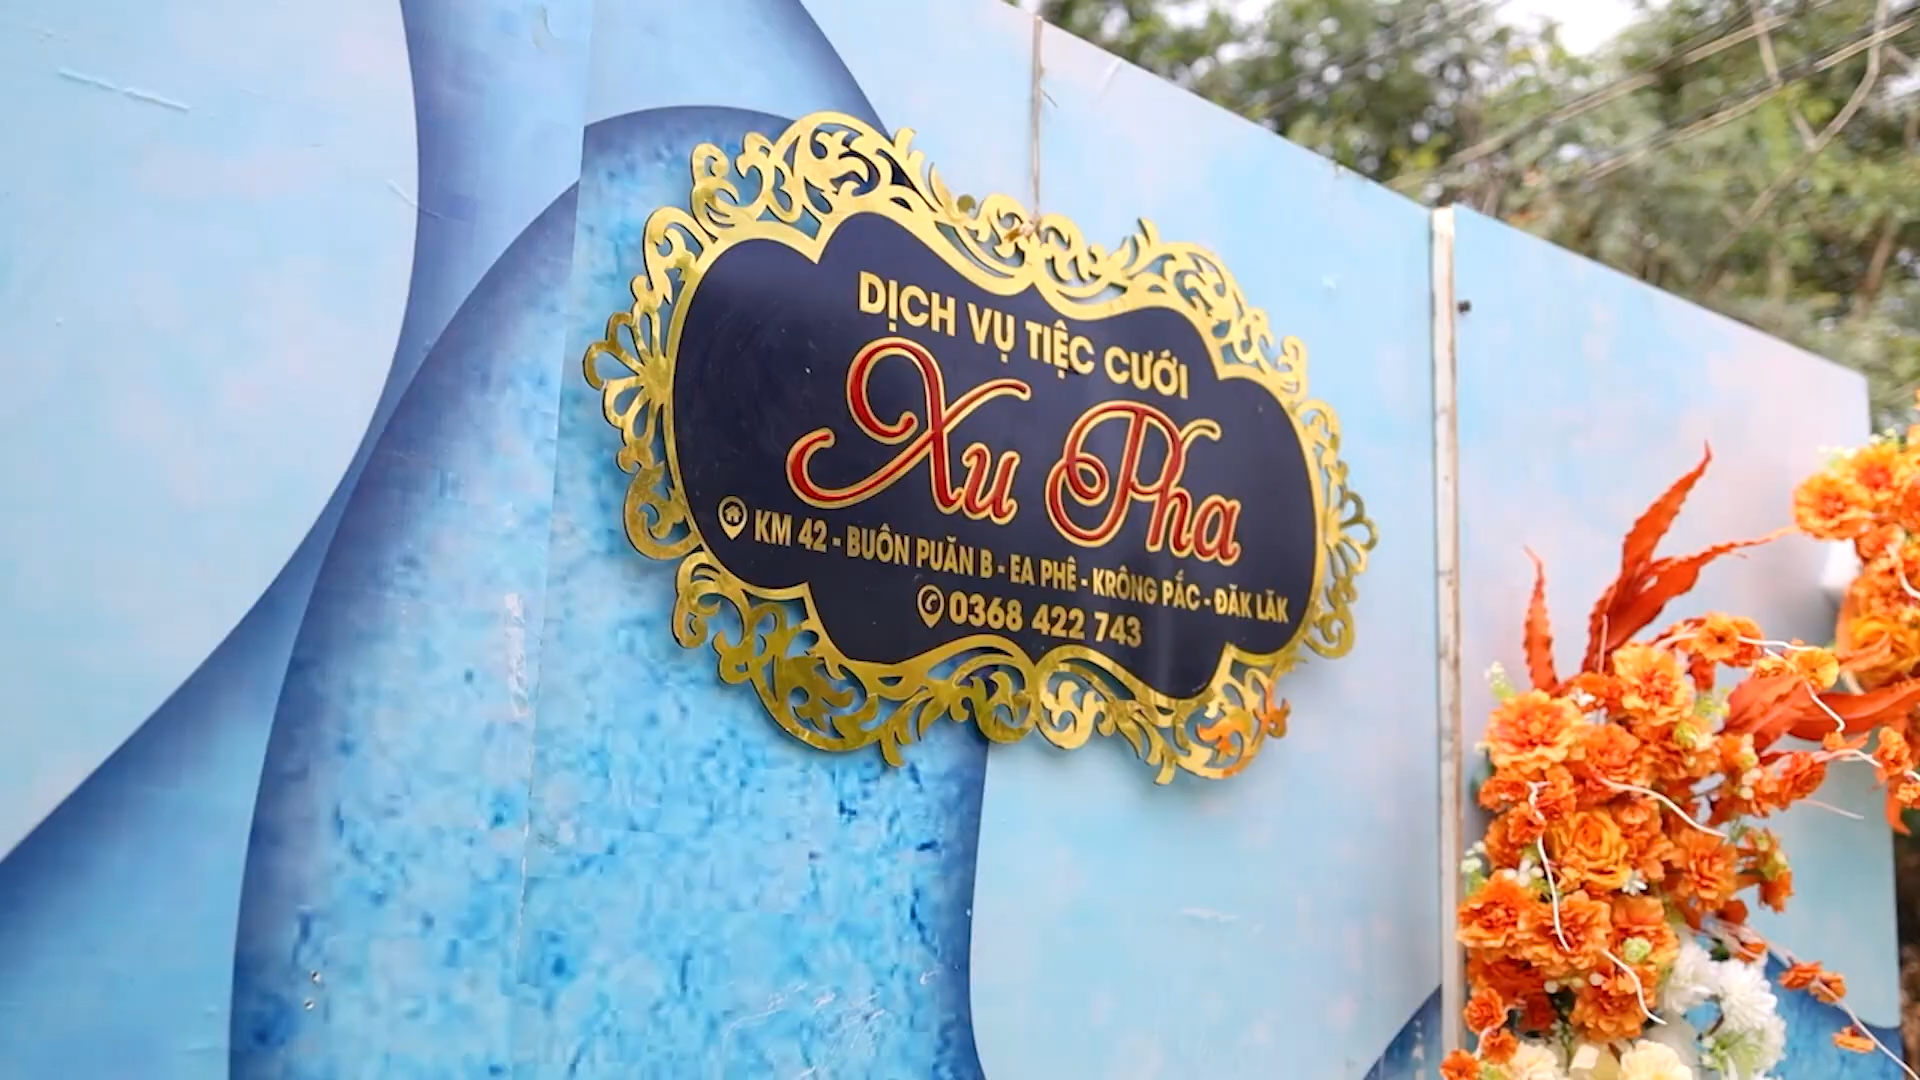 DỊCH VỤ TIỆC CƯỚI
Xu Pha
KM 42 - BUÔN PUĂN B - EA PHÊ - KRÔNG PẮC - ĐĂK LĂK
0368 422 743